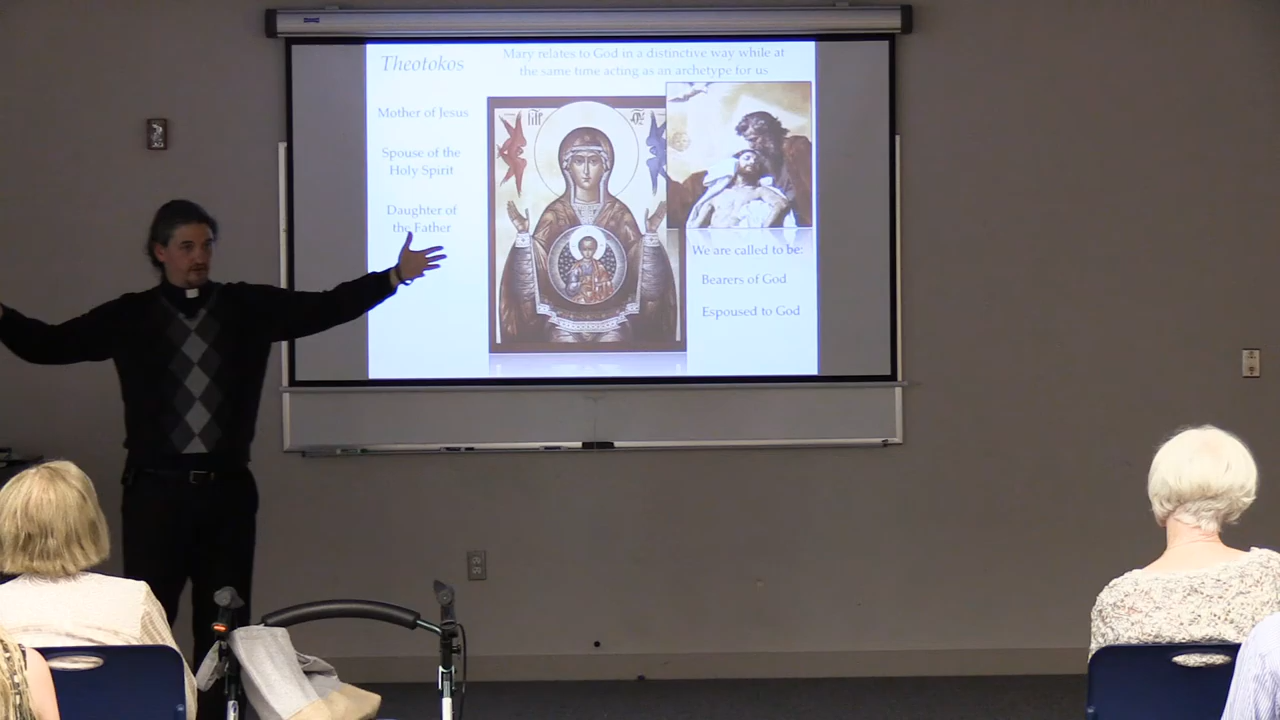 Theotokos
Mary relates to God in a distinctive way while at
the same time acting as an archetype for us
Mother of Jesus
Spouse of the
Holy Spirit
Daughter of
the Father
We are called to be:
Bearers of God
Espoused to God